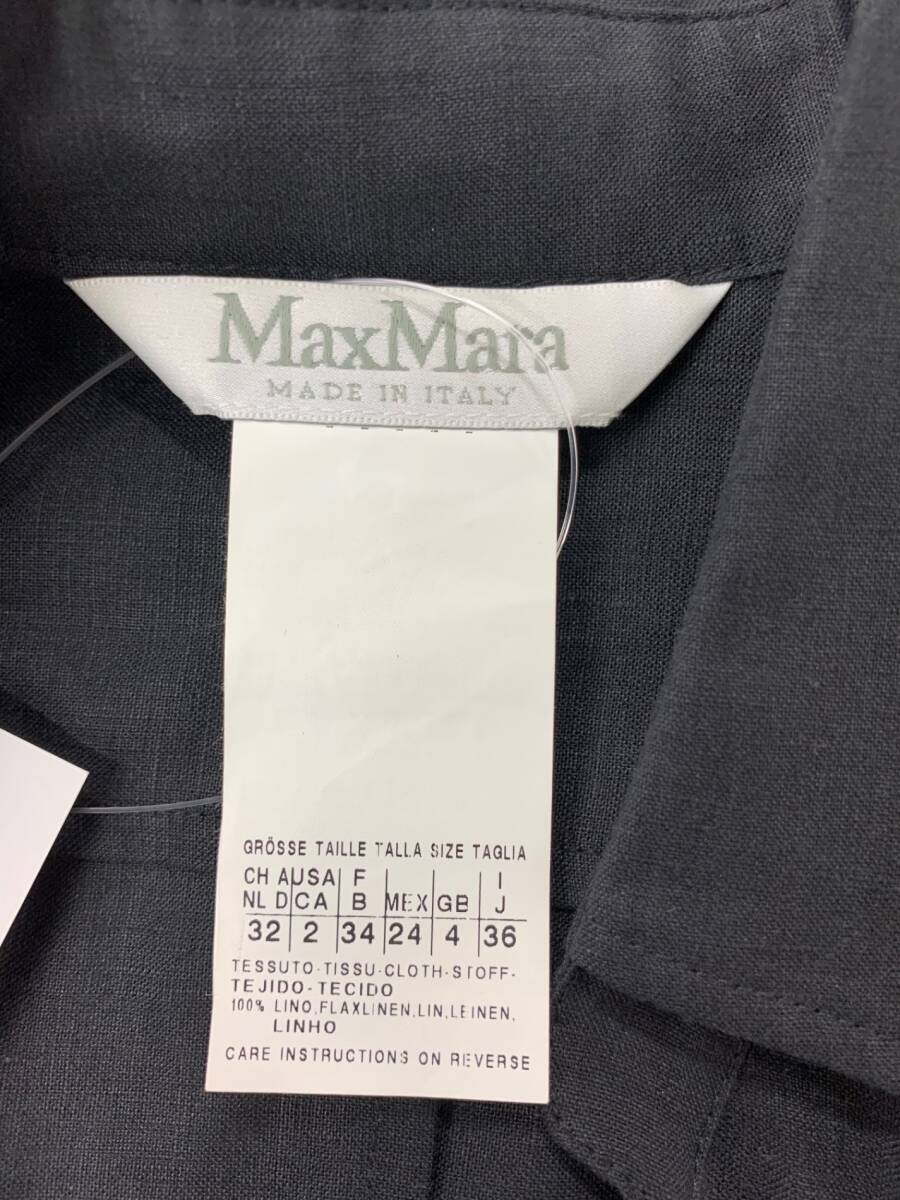 MaxMara
MADE IN ITALY
GRÖSSE TAILLE TALLA SIZE TAGLIA
CH A USA F I
NL D CA B MEX GB J
32 2 34 24 4 36
TESSUTO-TISSU-CLOTH-STOFF-
TEJIDO-TECIDO
100% LINO,FLAXLINEN,LIN,LEINEN,
LINHO
CARE INSTRUCTIONS ON REVERSE